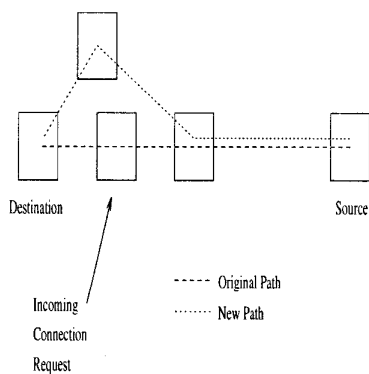 Destination
Source
Incoming
Connection
Request
Original Path
New Path